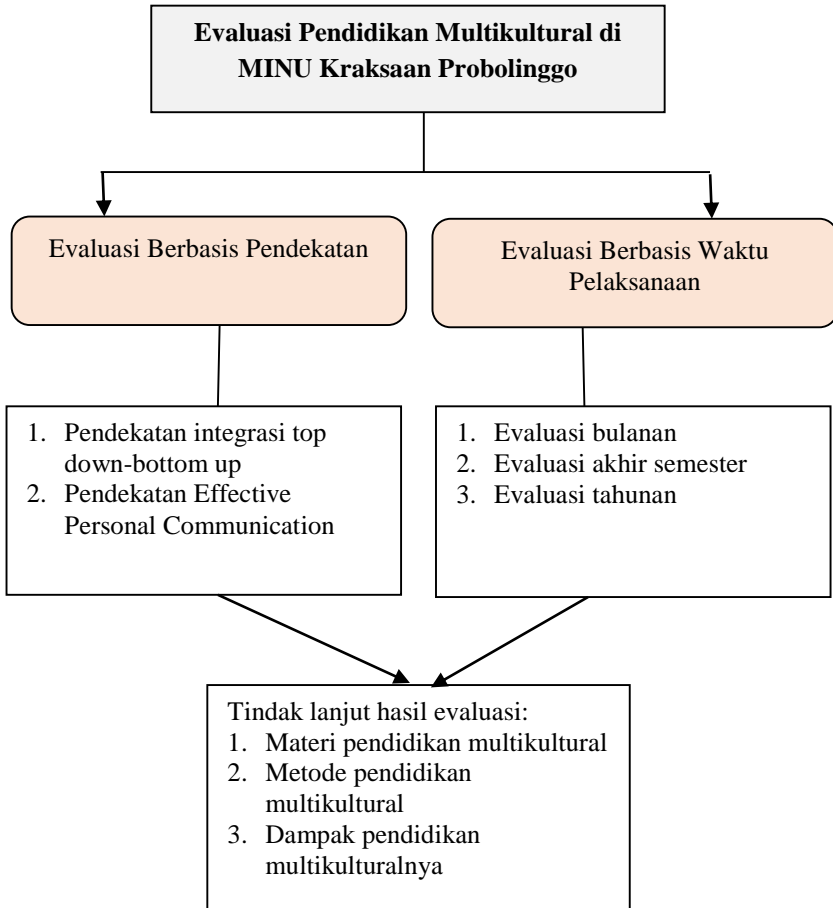 Evaluasi Pendidikan Multikultural di
MINU Kraksaan Probolinggo
Evaluasi Berbasis Pendekatan
Evaluasi Berbasis Waktu
Pelaksanaan
1. Pendekatan integrasi top
down-bottom up
2. Pendekatan Effective
Personal Communication
1. Evaluasi bulanan
2. Evaluasi akhir semester
3. Evaluasi tahunan
Tindak lanjut hasil evaluasi:
1. Materi pendidikan multikultural
2. Metode pendidikan
multikultural
3. Dampak pendidikan
multikulturalnya